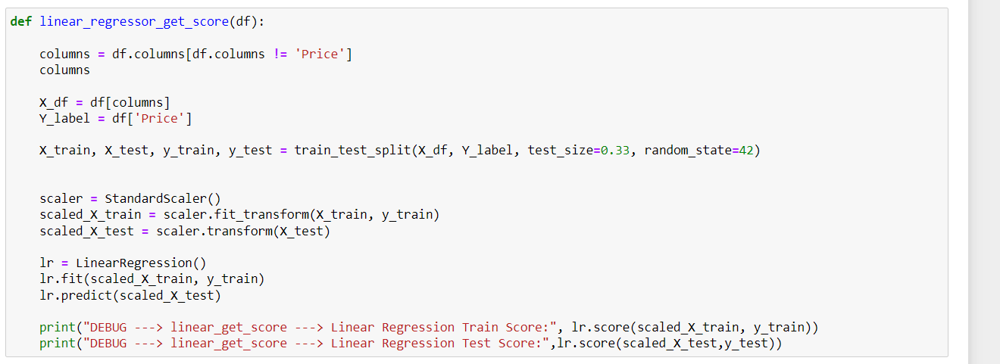 def linear_regressor_get_score(df):
columns = df.columns[df.columns != 'Price']
columns
X_df = df[columns]
Y_label = df['Price']
X_train, X_test, y_train, y_test = train_test_split(X_df, Y_label, test_size=0.33, random_state=42)
scaler = StandardScaler()
scaled_X_train = scaler.fit_transform(X_train, y_train)
scaled_X_test = scaler.transform(X_test)
lr = LinearRegression()
lr.fit(scaled_X_train, y_train)
lr.predict(scaled_X_test)
print("DEBUG ---> linear_get_score ---> Linear Regression Train Score:", lr.score(scaled_X_train, y_train))
print("DEBUG ---> linear_get_score ---> Linear Regression Test Score:",lr.score(scaled_X_test,y_test))